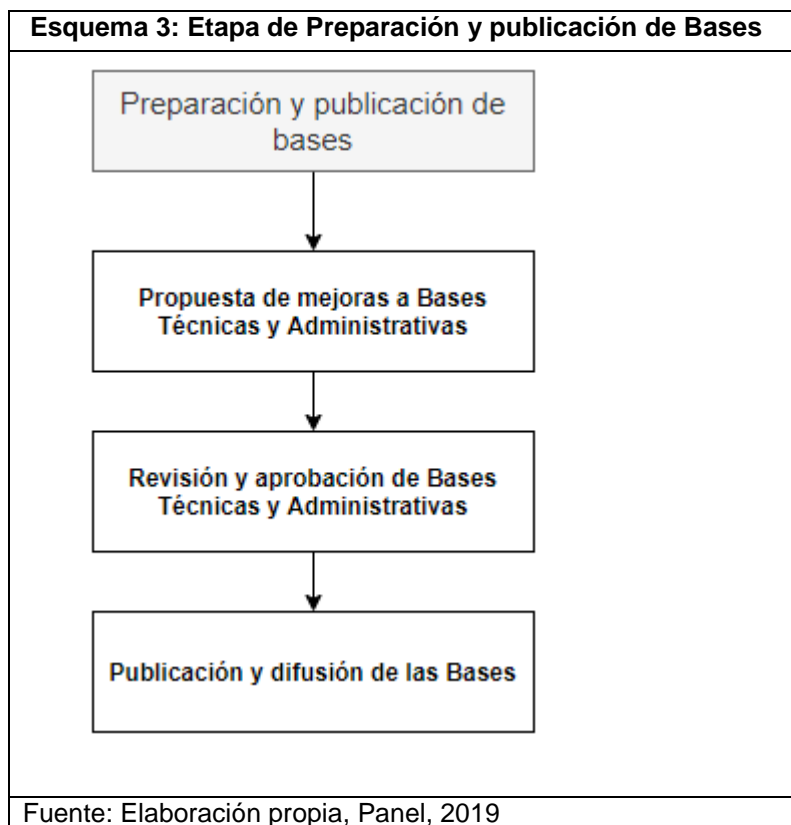 Esquema 3: Etapa de Preparación y publicación de Bases
Preparación y publicación de
bases
Propuesta de mejoras a Bases
Técnicas y Administrativas
Revisión y aprobación de Bases
Técnicas y Administrativas
Publicación y difusión de las Bases
Fuente: Elaboración propia, Panel, 2019